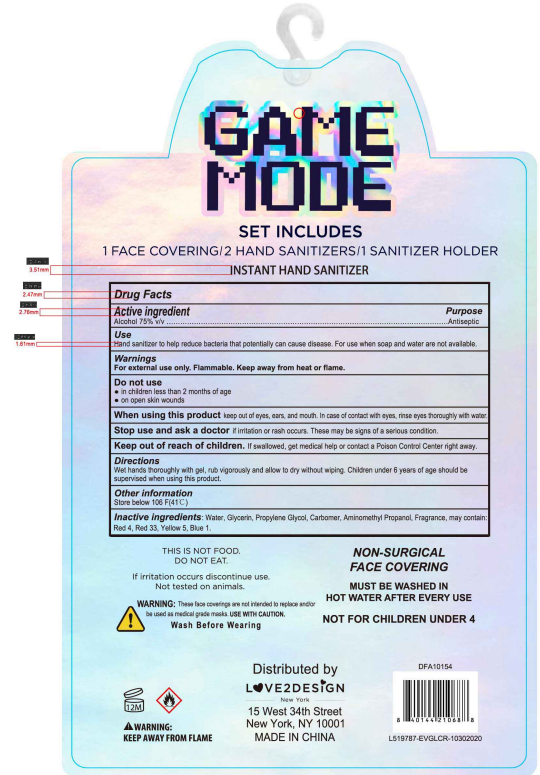 GAME
MODE
SET INCLUDES
1 FACE COVERING/2 HAND SANITIZERS/1 SANITIZER HOLDER
INSTANT HAND SANITIZER
3.51mm
2.47mm
2.78mm
1.61mm
Drug Facts
Active ingredient Purpose
Alcohol 75% v/v ........ Antiseptic
Use
Hand sanitizer to help reduce bacteria that potentially can cause disease. For use when soap and water are not available.
Warnings
For external use only. Flammable. Keep away from heat or flame.
Do not use
● in children less than 2 months of age
● on open skin wounds
When using this product keep out of eyes, ears, and mouth. In case of contact with eyes, rinse eyes thoroughly with water.
Stop use and ask a doctor if irritation or rash occurs. These may be signs of a serious condition.
Keep out of reach of children. If swallowed, get medical help or contact a Poison Control Center right away.
Directions
Wet hands thoroughly with gel, rub vigorously and allow to dry without wiping. Children under 6 years of age should be
supervised when using this product.
Other information
Store below 106 F(41℃)
Inactive ingredients: Water, Glycerin, Propylene Glycol, Carbomer, Aminomethyl Propanol, Fragrance, may contain:
Red 4, Red 33, Yellow 5, Blue 1.
THIS IS NOT FOOD.
DO NOT EAT.
If irritation occurs discontinue use.
Not tested on animals.
WARNING: These face coverings are not intended to replace and/or
be used as medical grade masks. USE WITH CAUTION.
Wash Before Wearing
NON-SURGICAL
FACE COVERING
MUST BE WASHED IN
HOT WATER AFTER EVERY USE
NOT FOR CHILDREN UNDER 4
12M
WARNING:
KEEP AWAY FROM FLAME
Distributed by
LOVE2DESIGN
New York
15 West 34th Street
New York, NY 10001
MADE IN CHINA
DFA10154
8 40144 21068 8
L519787-EVGLCR-10302020